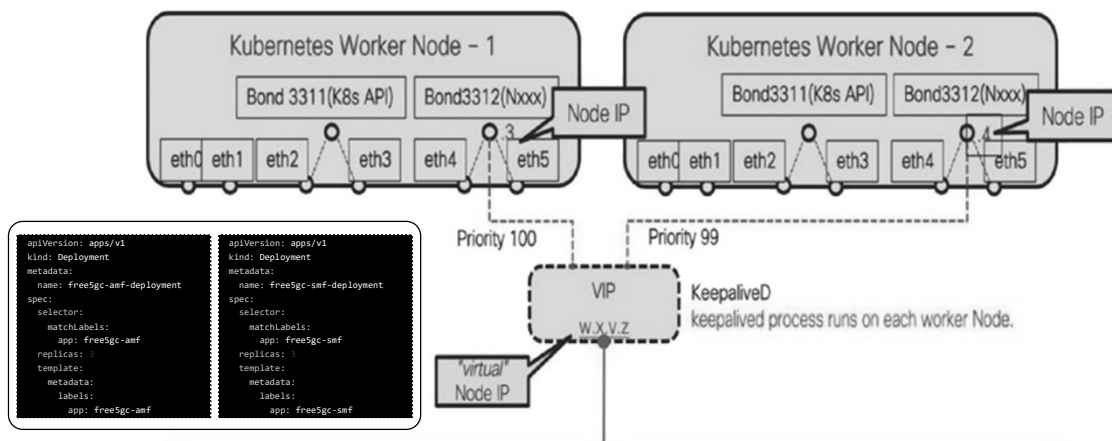 Kubernetes Worker Node - 1
Bond 3311(K8s API)
Bond3312(Nxxx)
Node IP
.3
eth0
eth1
eth2
eth3
eth4
eth5
Kubernetes Worker Node - 2
Bond3311(K8s API)
Bond3312(Nxxx)
Node IP
.4
eth0
eth1
eth2
eth3
eth4
eth5
Priority 100
Priority 99
VIP
W.X.V.Z
KeepaliveD
keepalived process runs on each worker Node.
"virtual"
Node IP
apiVersion: apps/v1
kind: Deployment
metadata:
name: free5gc-amf-deployment
spec:
selector:
matchLabels:
app: free5gc-amf
replicas: 3
template:
metadata:
labels:
app: free5gc-amf
apiVersion: apps/v1
kind: Deployment
metadata:
name: free5gc-smf-deployment
spec:
selector:
matchLabels:
app: free5gc-smf
replicas: 3
template:
metadata:
labels:
app: free5gc-smf